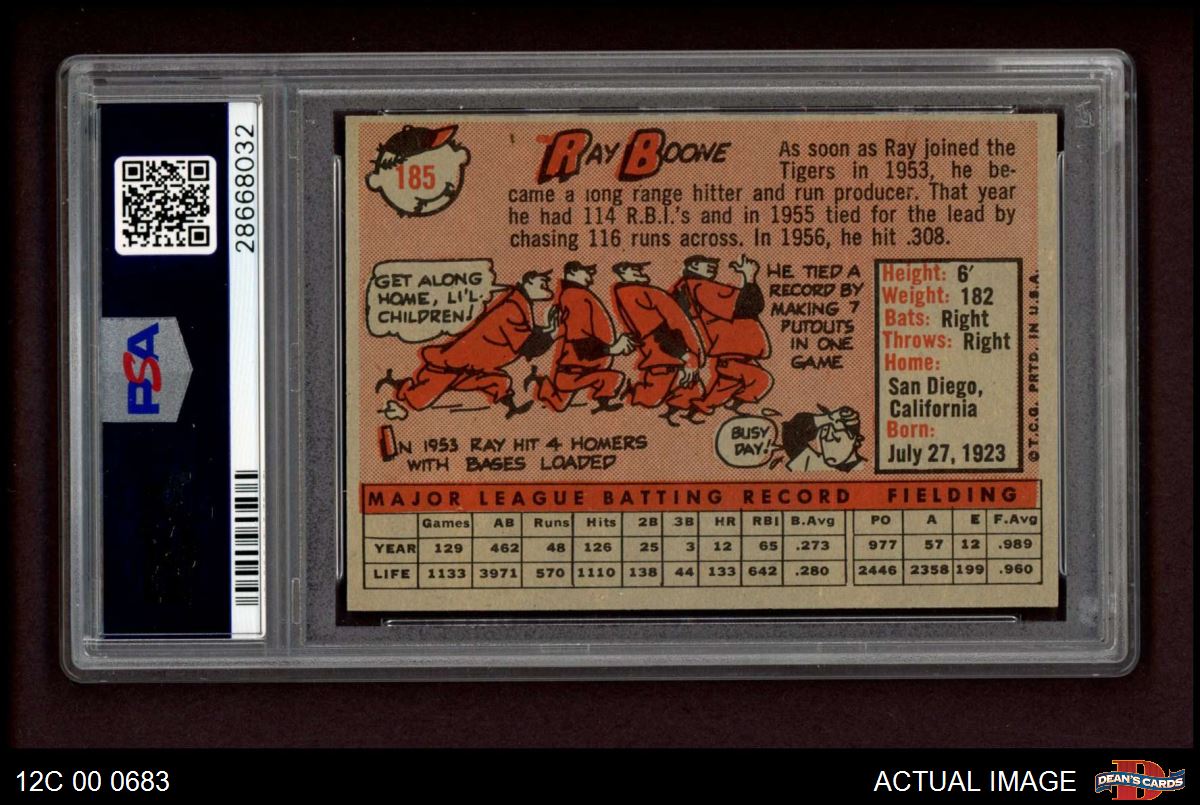 28668032
PSA
185
RAY BOONE
As soon as Ray joined the
Tigers in 1953, he be-
came a long range hitter and run producer. That year
he had 114 R.B.I.'s and in 1955 tied for the lead by
chasing 116 runs across. In 1956, he hit .308.
GET ALONG
HOME, LI'L
CHILDREN!
HE TIED A
RECORD BY
MAKING 7
PUTOUTS
IN ONE
GAME
IN 1953 RAY HIT 4 HOMERS
WITH BASES LOADED
BUSY
DAY!
Height: 6'
Weight: 182
Bats: Right
Throws: Right
Home:
San Diego,
California
Born:
July 27, 1923
©T.C.G. PRTD. IN U.S.A.
MAJOR LEAGUE BATTING RECORD FIELDING
Games AB Runs Hits 2B 3B HR RBI B.Avg PO A E F.Avg
YEAR 129 462 48 126 25 3 12 65 .273 977 57 12 .989
LIFE 1133 3971 570 1110 138 44 133 642 .280 2446 2358 199 .960
12C 00 0683
ACTUAL IMAGE
DEAN'S CARDS